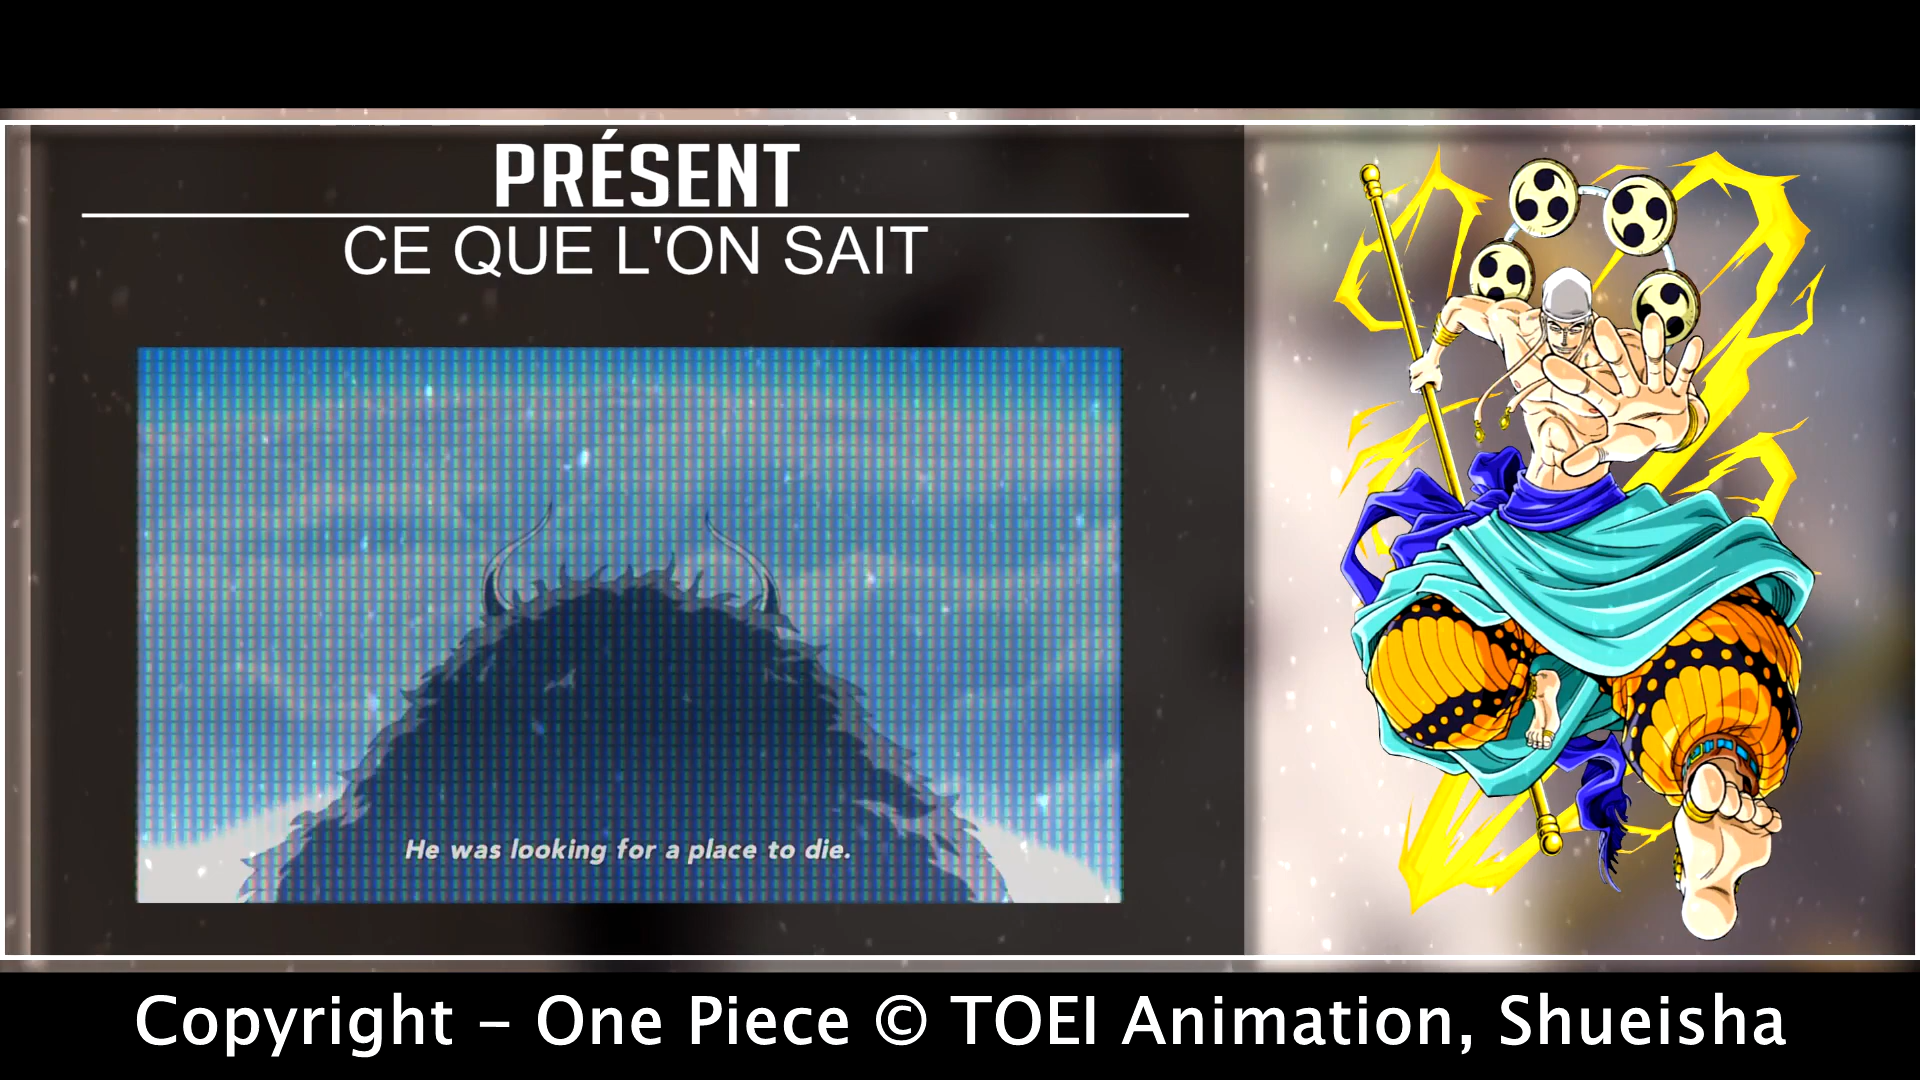 PRÉSENT
CE QUE L'ON SAIT
He was looking for a place to die.
Copyright - One Piece © TOEI Animation, Shueisha